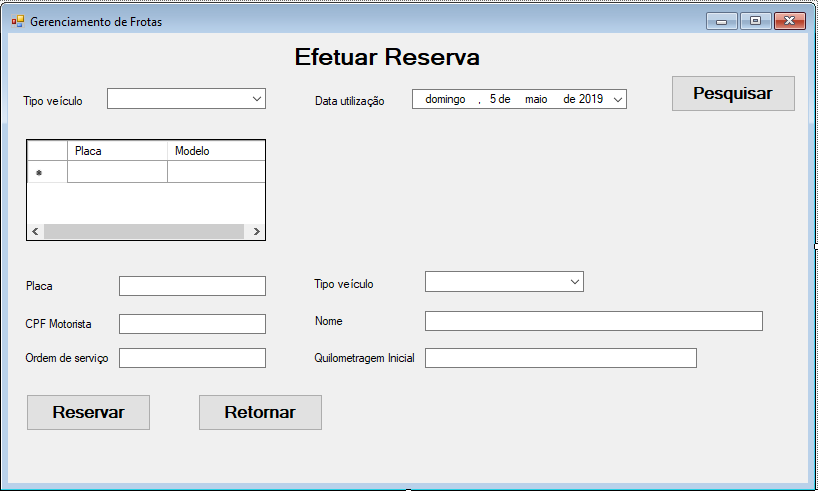 Gerenciamento de Frotas
Efetuar Reserva
Tipo veículo
Data utilização
domingo , 5 de maio de 2019
Pesquisar
Placa Modelo
Placa
Tipo veículo
CPF Motorista
Nome
Ordem de serviço
Quilometragem Inicial
Reservar
Retornar